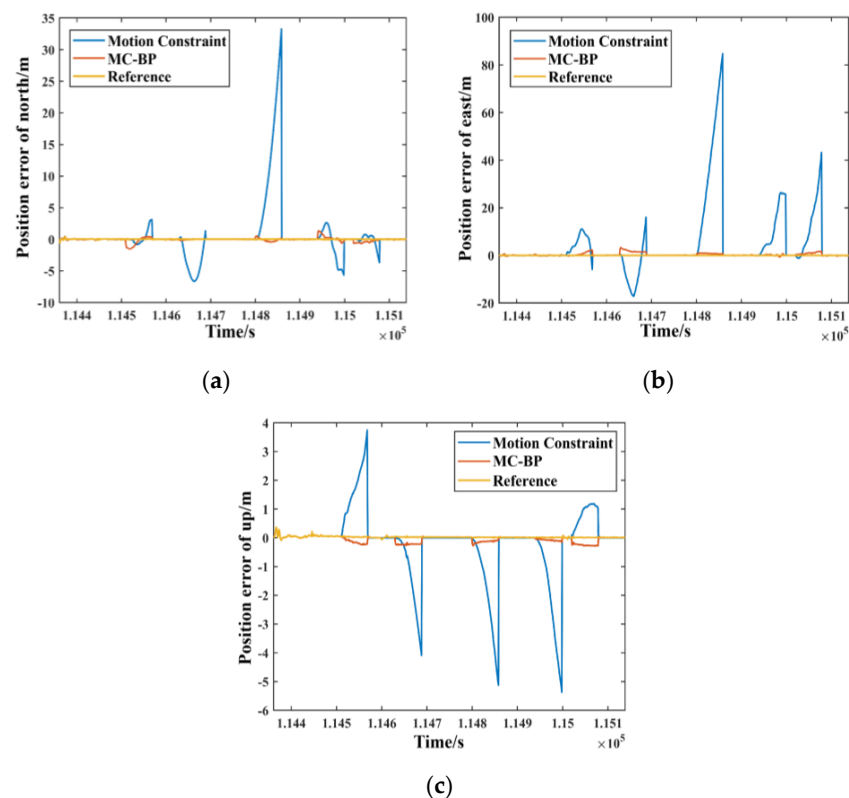 35
30
25
20
15
10
5
0
-5
-10
Position error of north/m
Motion Constraint
MC-BP
Reference
1.144 1.145 1.146 1.147 1.148 1.149 1.15 1.151
Time/s
×10⁵
(a)
100
80
60
40
20
0
-20
Position error of east/m
Motion Constraint
MC-BP
Reference
1.144 1.145 1.146 1.147 1.148 1.149 1.15 1.151
Time/s
×10⁵
(b)
4
3
2
1
0
-1
-2
-3
-4
-5
-6
Position error of up/m
Motion Constraint
MC-BP
Reference
1.144 1.145 1.146 1.147 1.148 1.149 1.15 1.151
Time/s
×10⁵
(c)